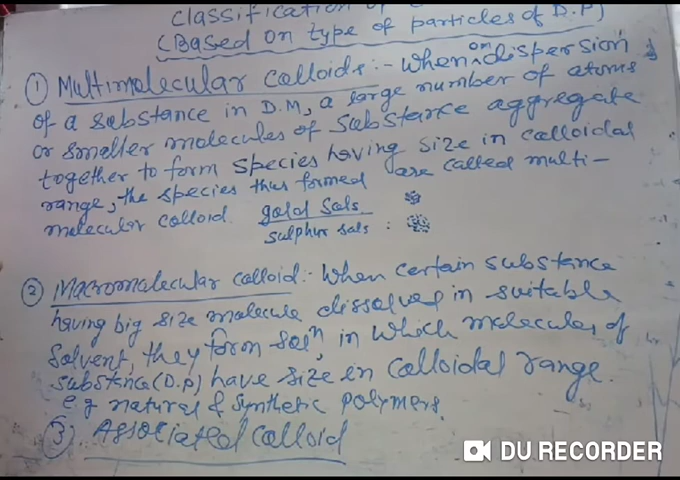 Classification of
(Based on type of particles of D.P)
① Multimolecular colloids:- When on dispersion
of a substance in D.M, a large number of atoms
or smaller molecules of substance aggregate
together to form species having size in colloidal
range, the species thus formed are called multi-
molecular colloid. gold Sols
sulphur sols :
② Macromolecular colloid:- When certain substance
having big size molecule dissolved in suitable
solvent, they form solⁿ, in which molecules of
substance (D.P) have size in colloidal range.
e.g natural & synthetic polymers.
③ Associated colloid
DU RECORDER